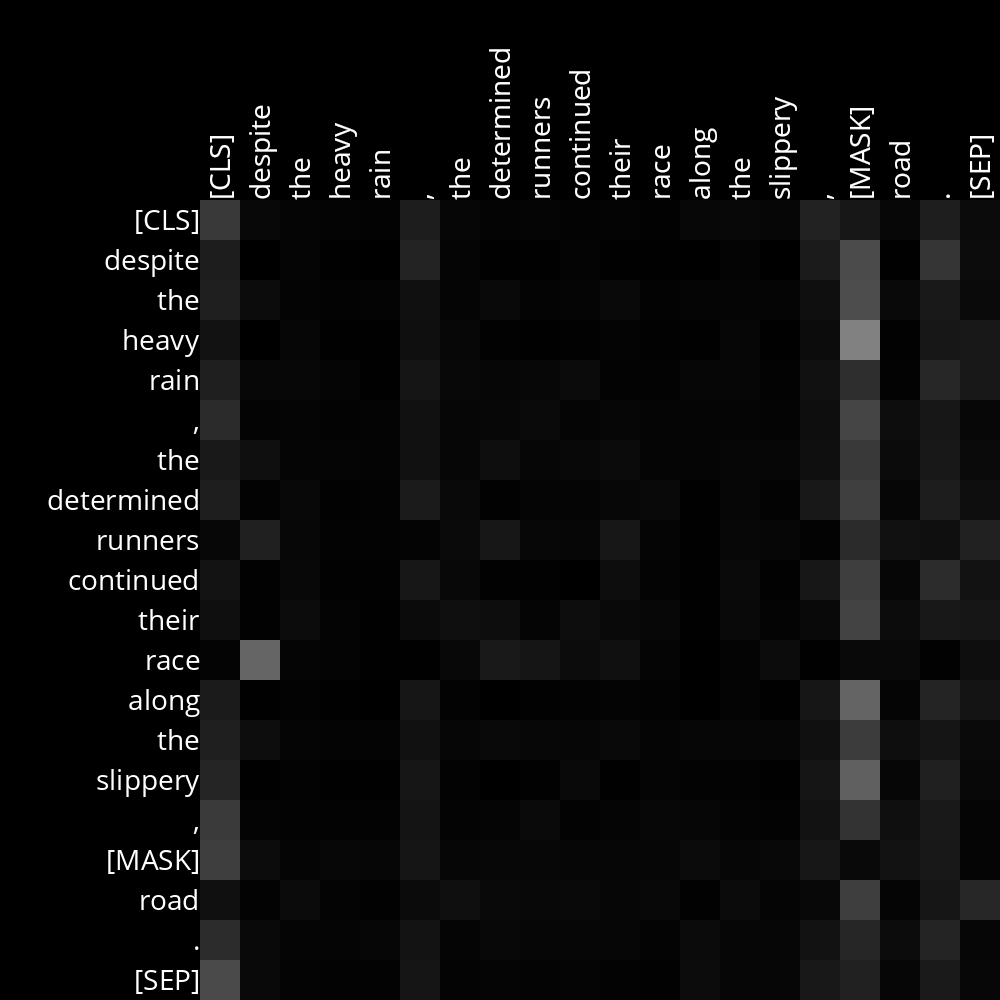 [CLS] despite the heavy rain , the determined runners continued their race along the slippery , [MASK] road . [SEP]
[CLS]
despite
the
heavy
rain
,
the
determined
runners
continued
their
race
along
the
slippery
,
[MASK]
road
.
[SEP]